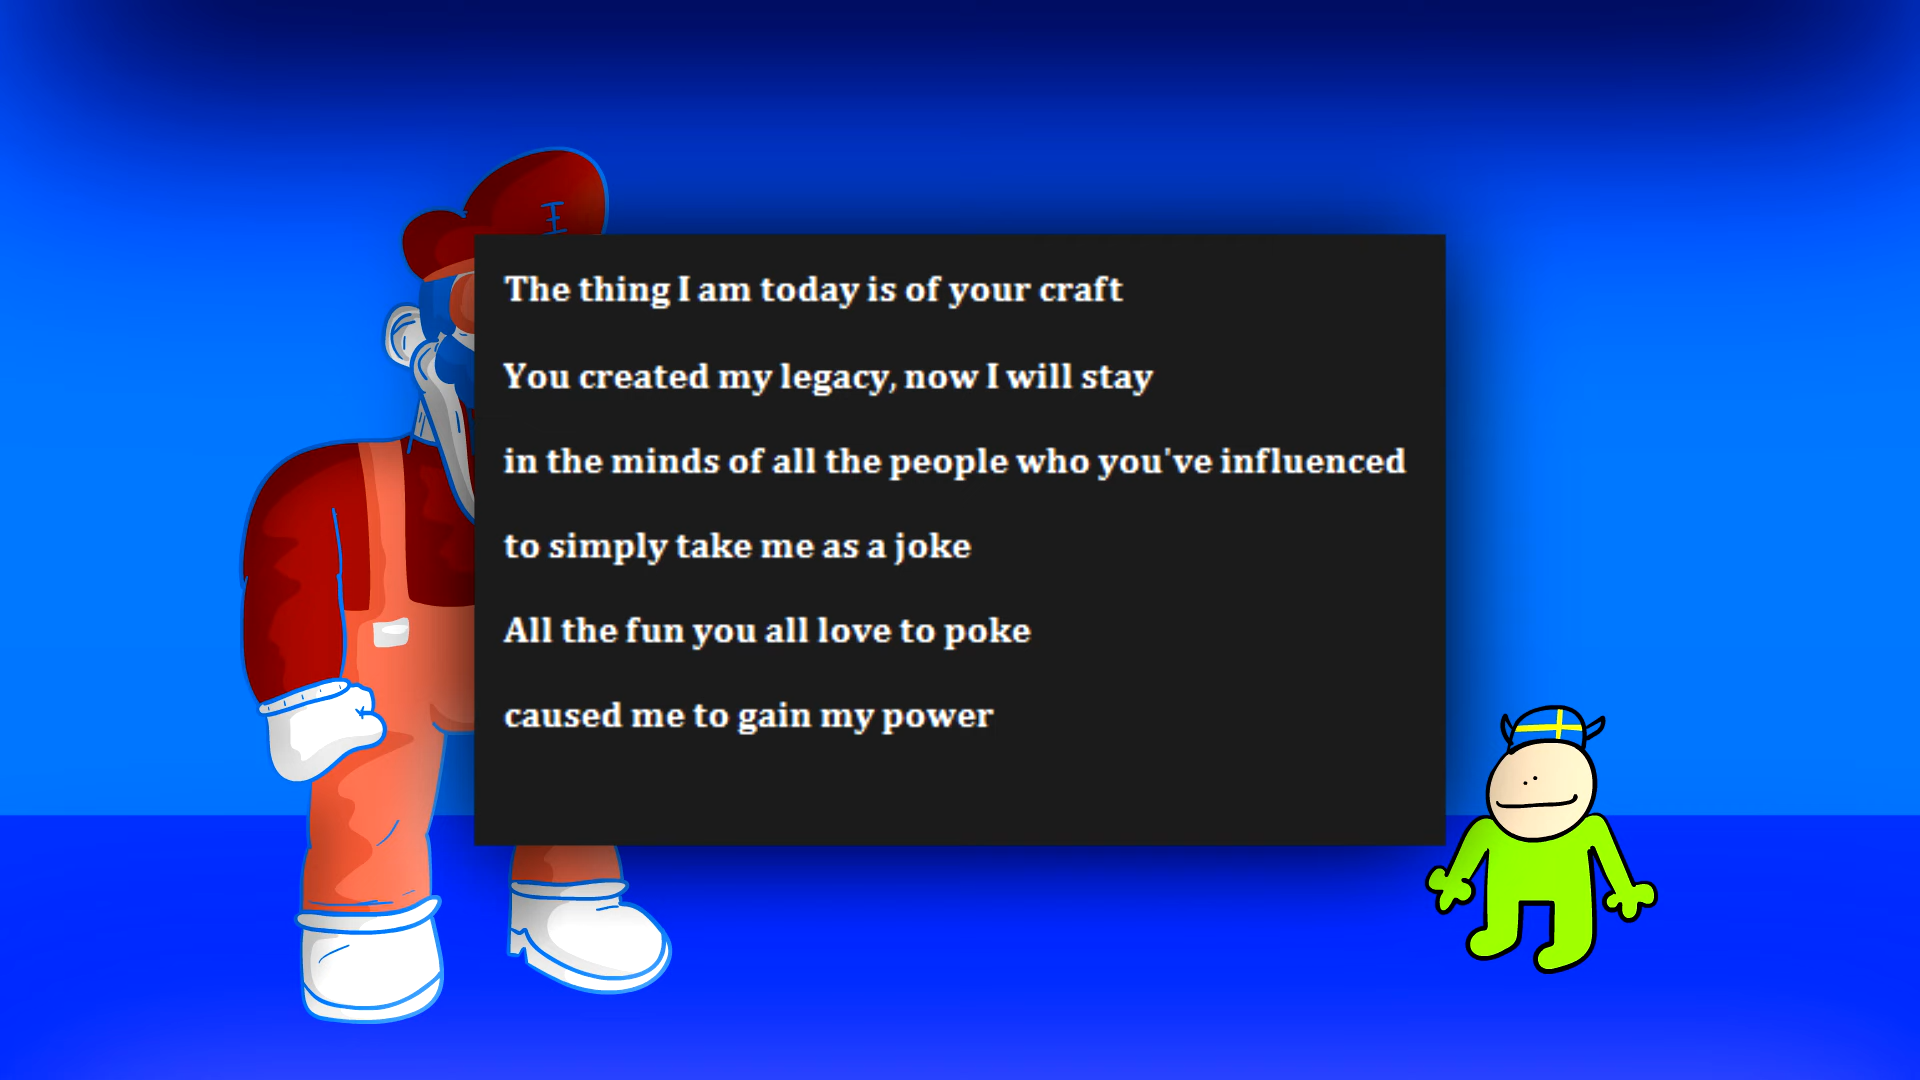 The thing I am today is of your craft
You created my legacy, now I will stay
in the minds of all the people who you've influenced
to simply take me as a joke
All the fun you all love to poke
caused me to gain my power